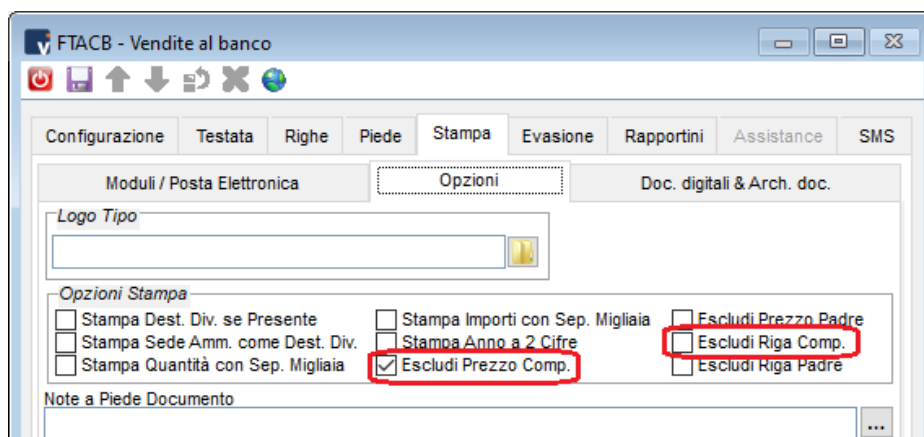 FTACB - Vendite al banco
Configurazione Testata Righe Piede Stampa Evasione Rapportini Assistance SMS
Moduli / Posta Elettronica Opzioni Doc. digitali & Arch. doc.
Logo Tipo
Opzioni Stampa
Stampa Dest. Div. se Presente Stampa Importi con Sep. Migliaia Escludi Prezzo Padre
Stampa Sede Amm. come Dest. Div. Stampa Anno a 2 Cifre Escludi Riga Comp.
Stampa Quantità con Sep. Migliaia Escludi Prezzo Comp. Escludi Riga Padre
Note a Piede Documento
...